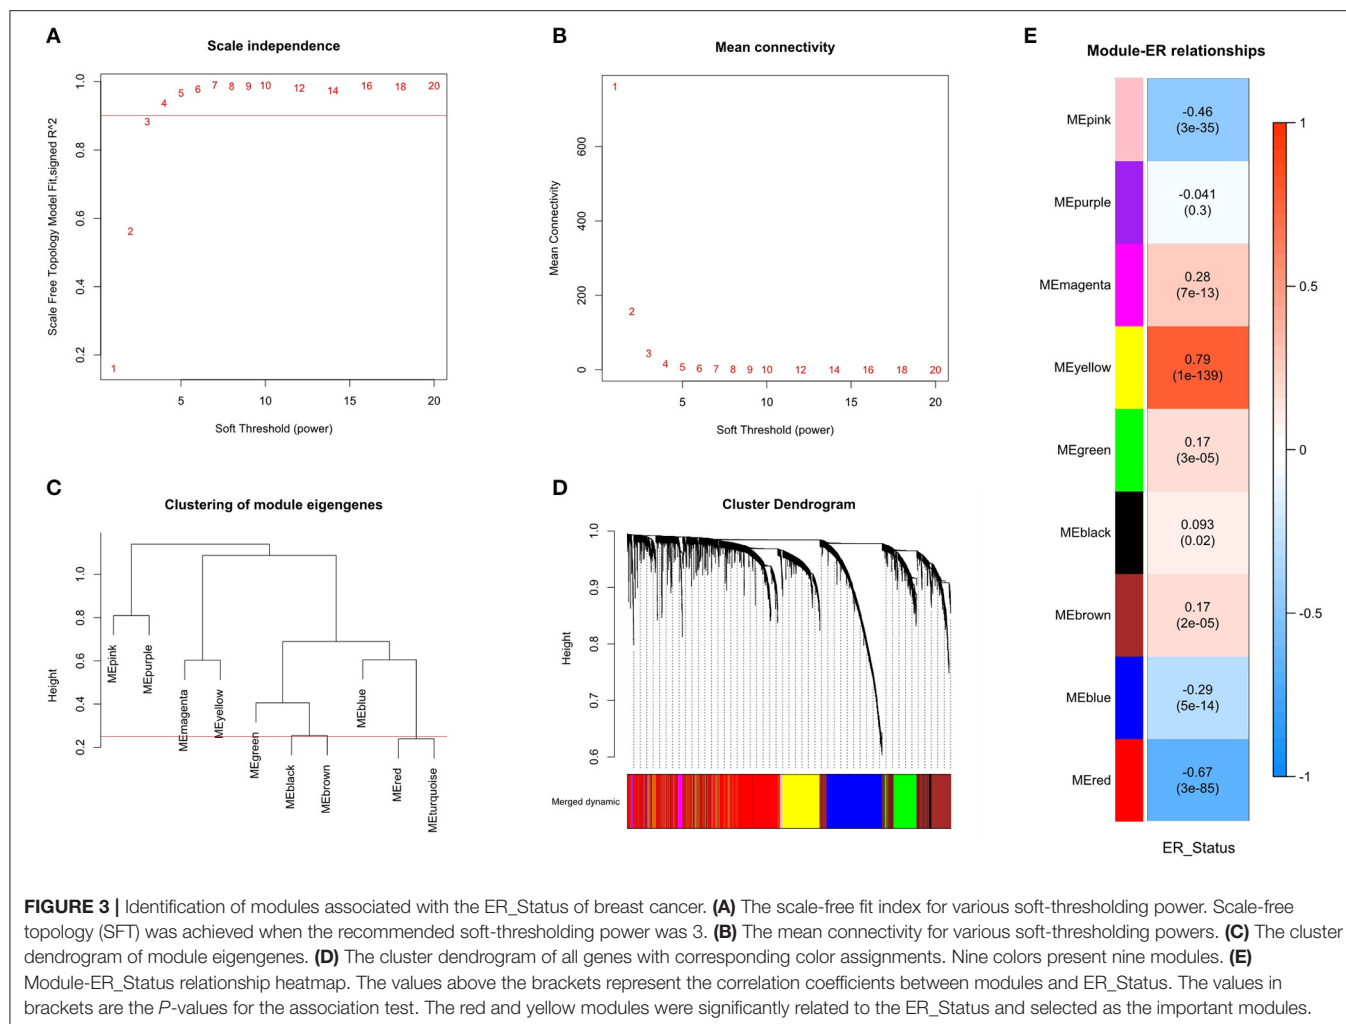 A
Scale independence
Scale Free Topology Model Fit,signed R^2
1.0
0.8
0.6
0.4
0.2
1
2
3
4
5
6
7
8
9
10
12
14
16
18
20
5
10
15
20
Soft Threshold (power)
B
Mean connectivity
Mean Connectivity
600
400
200
0
1
2
3
4
5
6
7
8
9
10
12
14
16
18
20
5
10
15
20
Soft Threshold (power)
C
Clustering of module eigengenes
Height
1.0
0.8
0.6
0.4
0.2
MEpink
MEpurple
MEmagenta
MEyellow
MEgreen
MEblack
MEbrown
MEblue
MEred
MEturquoise
D
Cluster Dendrogram
Height
1.0
0.9
0.8
0.7
0.6
Merged dynamic
E
Module-ER relationships
MEpink
-0.46
(3e-35)
MEpurple
-0.041
(0.3)
MEmagenta
0.28
(7e-13)
MEyellow
0.79
(1e-139)
MEgreen
0.17
(3e-05)
MEblack
0.093
(0.02)
MEbrown
0.17
(2e-05)
MEblue
-0.29
(5e-14)
MEred
-0.67
(3e-85)
ER_Status
1
0.5
0
-0.5
-1
FIGURE 3 | Identification of modules associated with the ER_Status of breast cancer. (A) The scale-free fit index for various soft-thresholding power. Scale-free
topology (SFT) was achieved when the recommended soft-thresholding power was 3. (B) The mean connectivity for various soft-thresholding powers. (C) The cluster
dendrogram of module eigengenes. (D) The cluster dendrogram of all genes with corresponding color assignments. Nine colors present nine modules. (E)
Module-ER_Status relationship heatmap. The values above the brackets represent the correlation coefficients between modules and ER_Status. The values in
brackets are the P-values for the association test. The red and yellow modules were significantly related to the ER_Status and selected as the important modules.